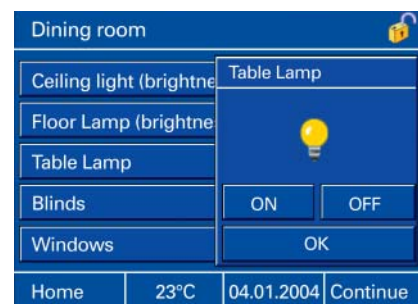 Dining room
Ceiling light (brightne
Floor Lamp (brightne
Table Lamp
Blinds
Windows
Table Lamp
ON OFF
OK
Home 23°C 04.01.2004 Continue